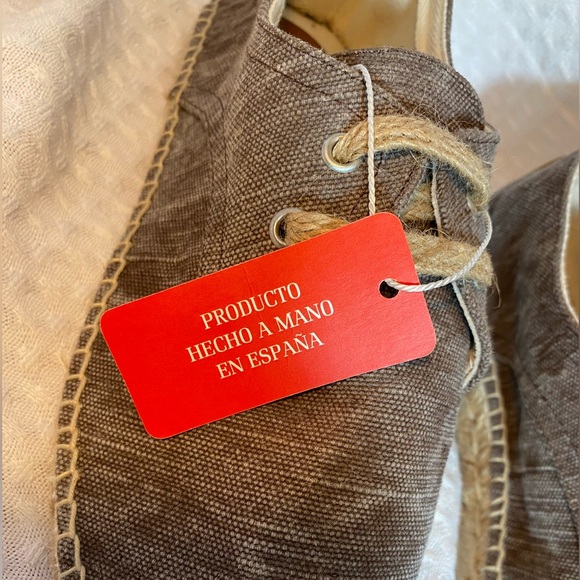 PRODUCTO
HECHO A MANO
EN ESPAÑA